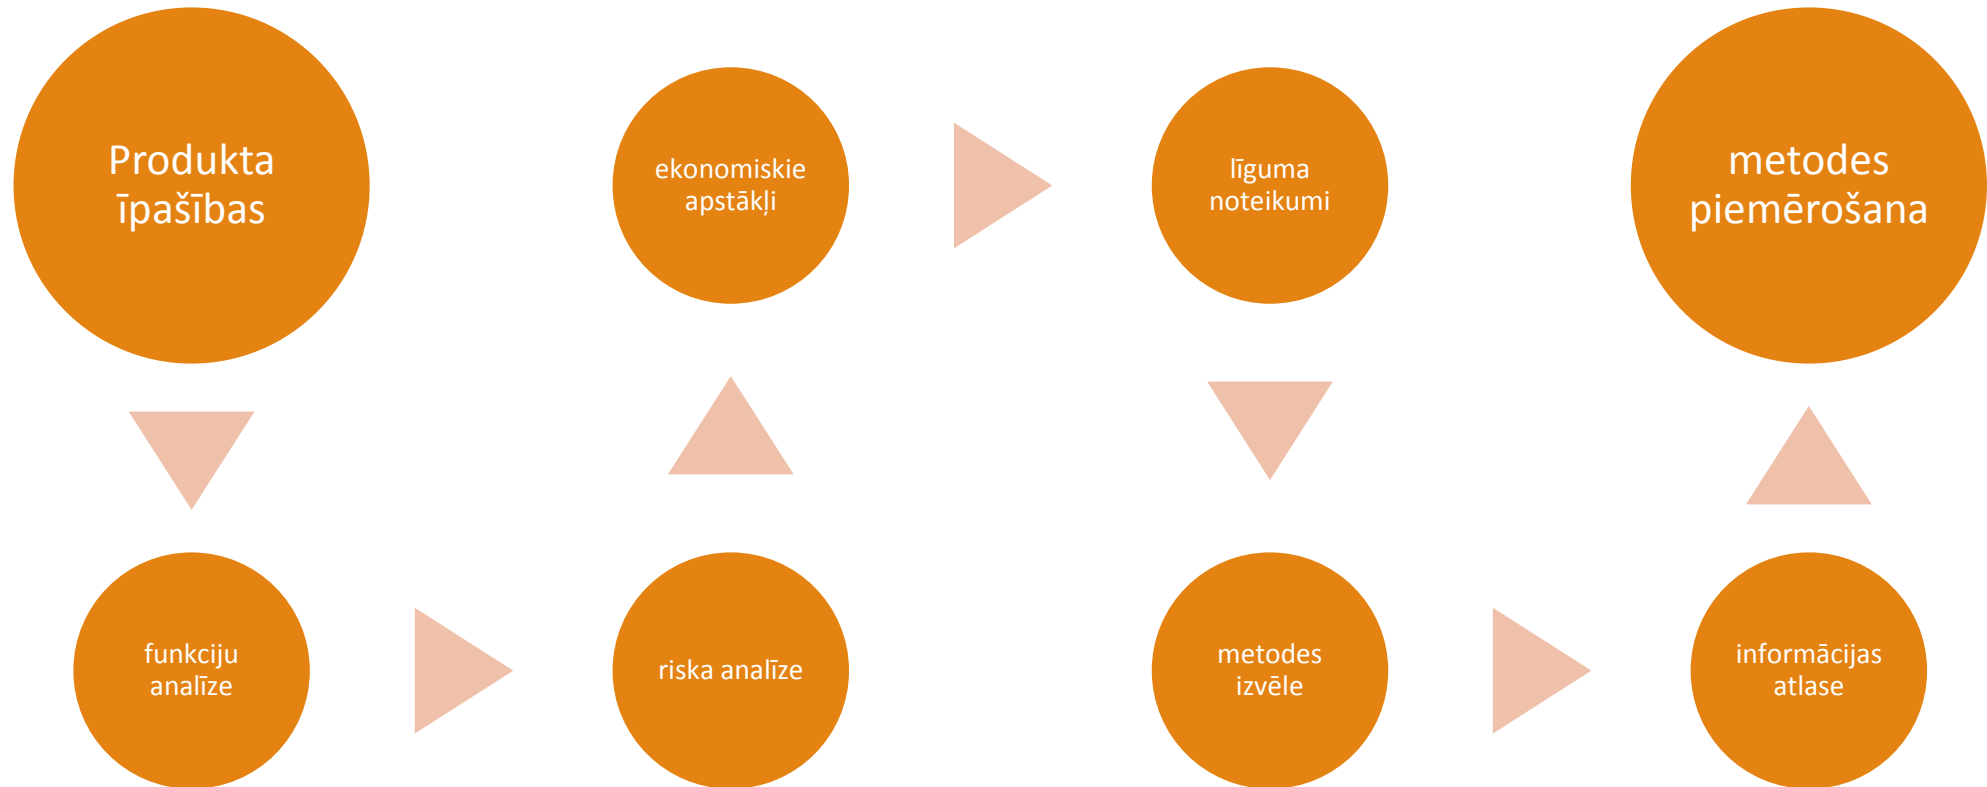 Produkta
īpašības
funkciju
analīze
riska analīze
ekonomiskie
apstākļi
līguma
noteikumi
metodes
izvēle
informācijas
atlase
metodes
piemērošana